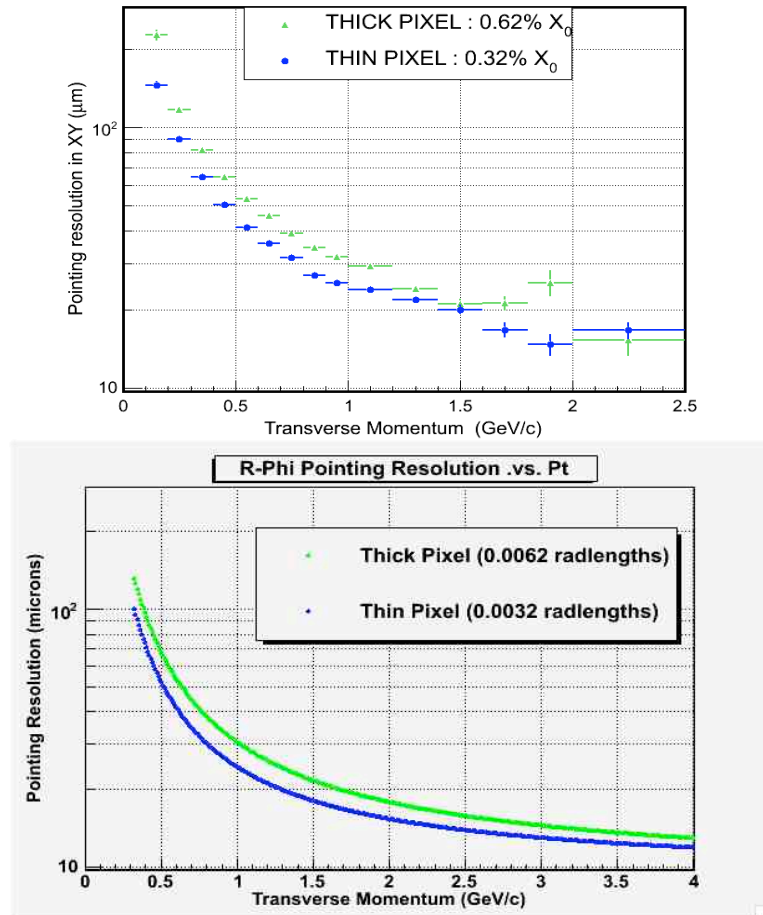 THICK PIXEL : 0.62% X0
THIN PIXEL : 0.32% X0
Pointing resolution in XY (μm)
10²
10
0 0.5 1 1.5 2 2.5
Transverse Momentum (GeV/c)
R-Phi Pointing Resolution .vs. Pt
Thick Pixel (0.0062 radlengths)
Thin Pixel (0.0032 radlengths)
Pointing Resolution (microns)
10²
10
0 0.5 1 1.5 2 2.5 3 3.5 4
Transverse Momentum (GeV/c)